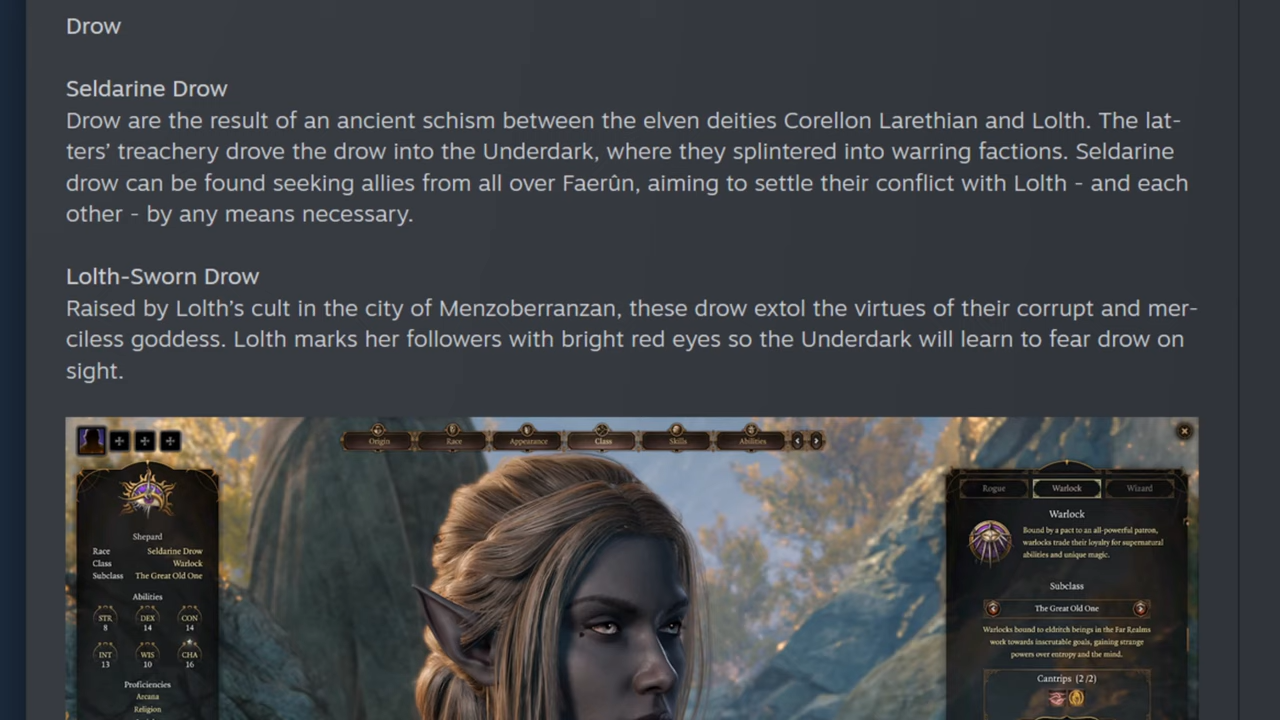 Drow
Seldarine Drow
Drow are the result of an ancient schism between the elven deities Corellon Larethian and Lolth. The lat-
ters’ treachery drove the drow into the Underdark, where they splintered into warring factions. Seldarine
drow can be found seeking allies from all over Faerûn, aiming to settle their conflict with Lolth - and each
other - by any means necessary.
Lolth-Sworn Drow
Raised by Lolth’s cult in the city of Menzoberranzan, these drow extol the virtues of their corrupt and mer-
ciless goddess. Lolth marks her followers with bright red eyes so the Underdark will learn to fear drow on
sight.
Origin Race Appearance Class Skills Abilities
Shepard
Race Seldarine Drow
Class Warlock
Subclass The Great Old One
Abilities
STR DEX CON
8 14 14
INT WIS CHA
13 10 16
Proficiencies
Arcana
Religion
Rogue Warlock Wizard
Warlock
Bound by a pact to an all-powerful patron,
warlocks trade their loyalty for supernatural
abilities and unique magic.
Subclass
The Great Old One
Warlocks bound to eldritch beings in the Far Realms
work towards inscrutable goals, gaining strange
powers over entropy and the mind.
Cantrips (2/2)